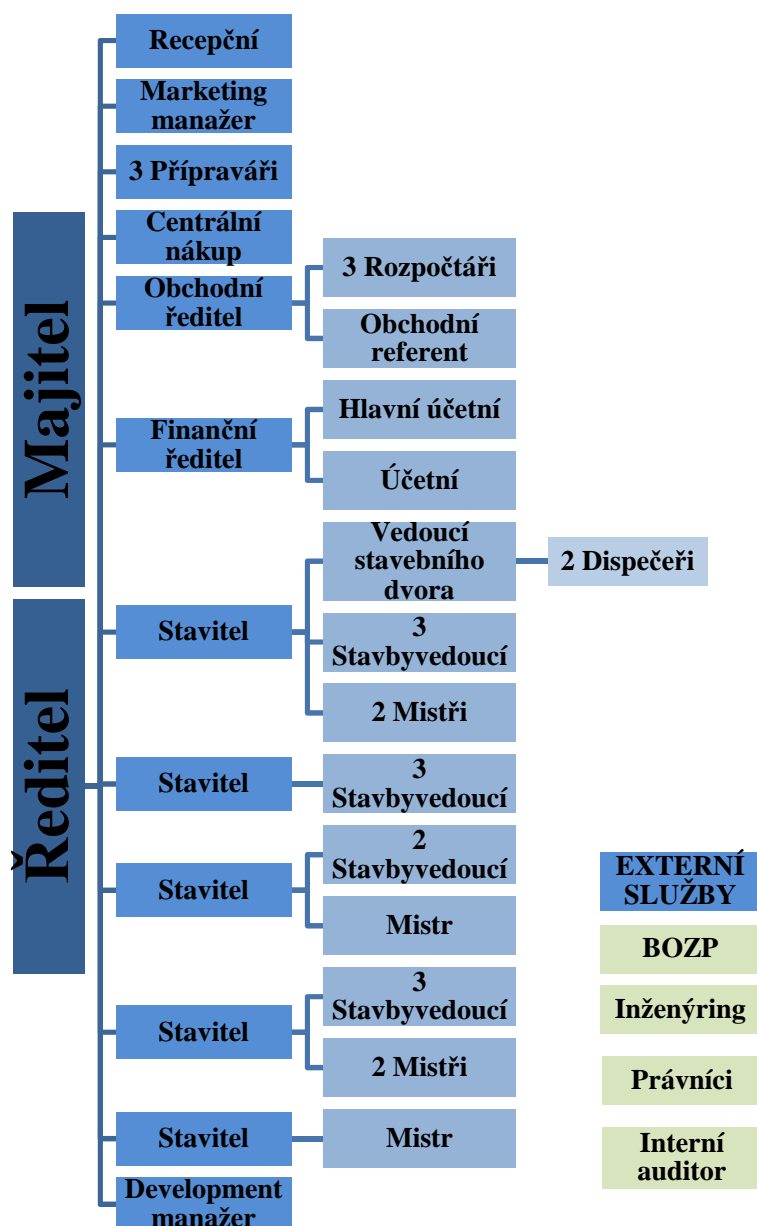 Majitel
Ředitel
Recepční
Marketing
manažer
3 Přípraváři
Centrální
nákup
Obchodní
ředitel
3 Rozpočtáři
Obchodní
referent
Finanční
ředitel
Hlavní účetní
Účetní
Stavitel
Vedoucí
stavebního
dvora
2 Dispečeři
3
Stavbyvedoucí
2 Mistři
Stavitel
3
Stavbyvedoucí
Stavitel
2
Stavbyvedoucí
Mistr
Stavitel
3
Stavbyvedoucí
2 Mistři
Stavitel
Mistr
Development
manažer
EXTERNÍ
SLUŽBY
BOZP
Inženýring
Právníci
Interní
auditor